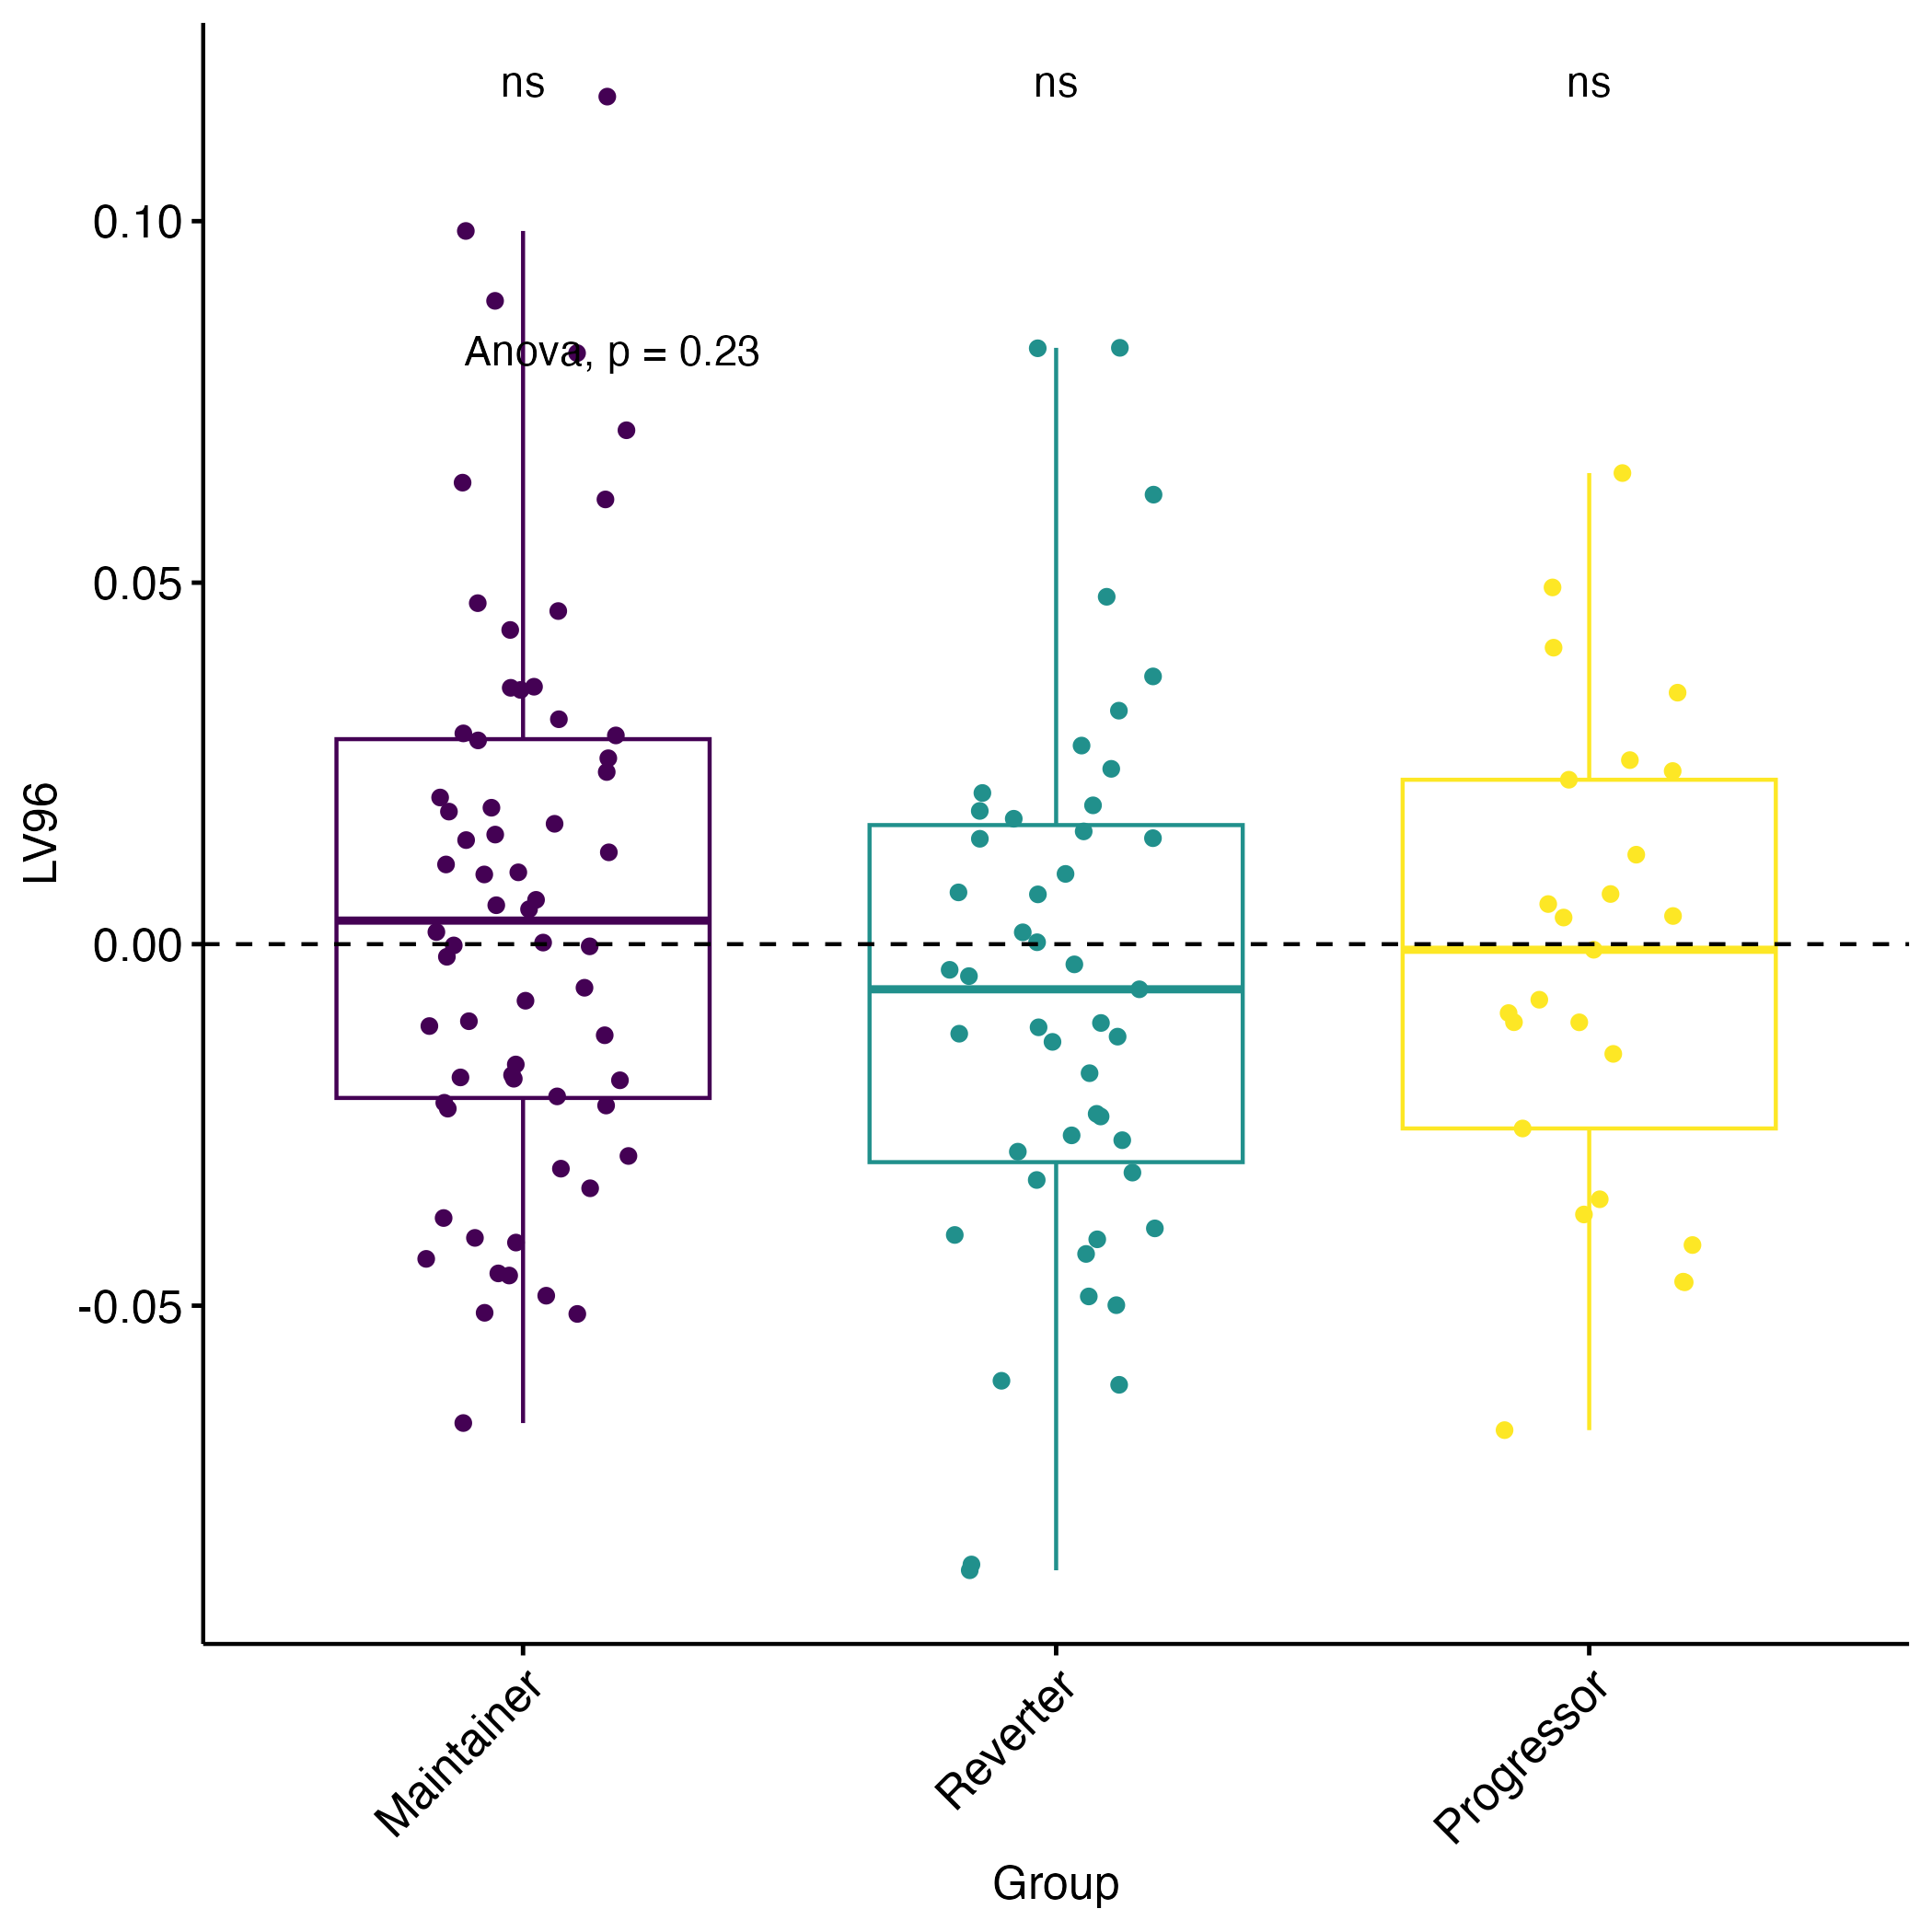 ns ns ns
Anova, p = 0.23
0.10
0.05
0.00
-0.05
LV96
Maintainer
Reverter
Progressor
Group